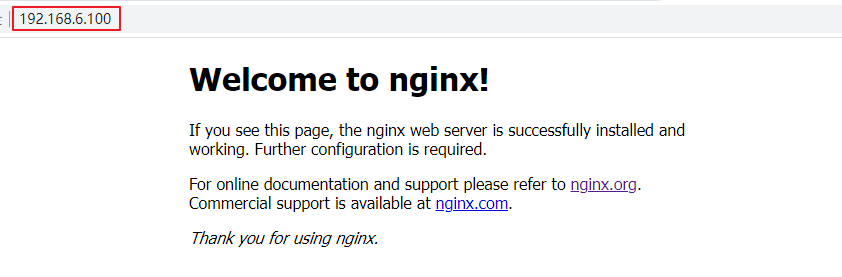 192.168.6.100
Welcome to nginx!
If you see this page, the nginx web server is successfully installed and
working. Further configuration is required.
For online documentation and support please refer to nginx.org.
Commercial support is available at nginx.com.
Thank you for using nginx.